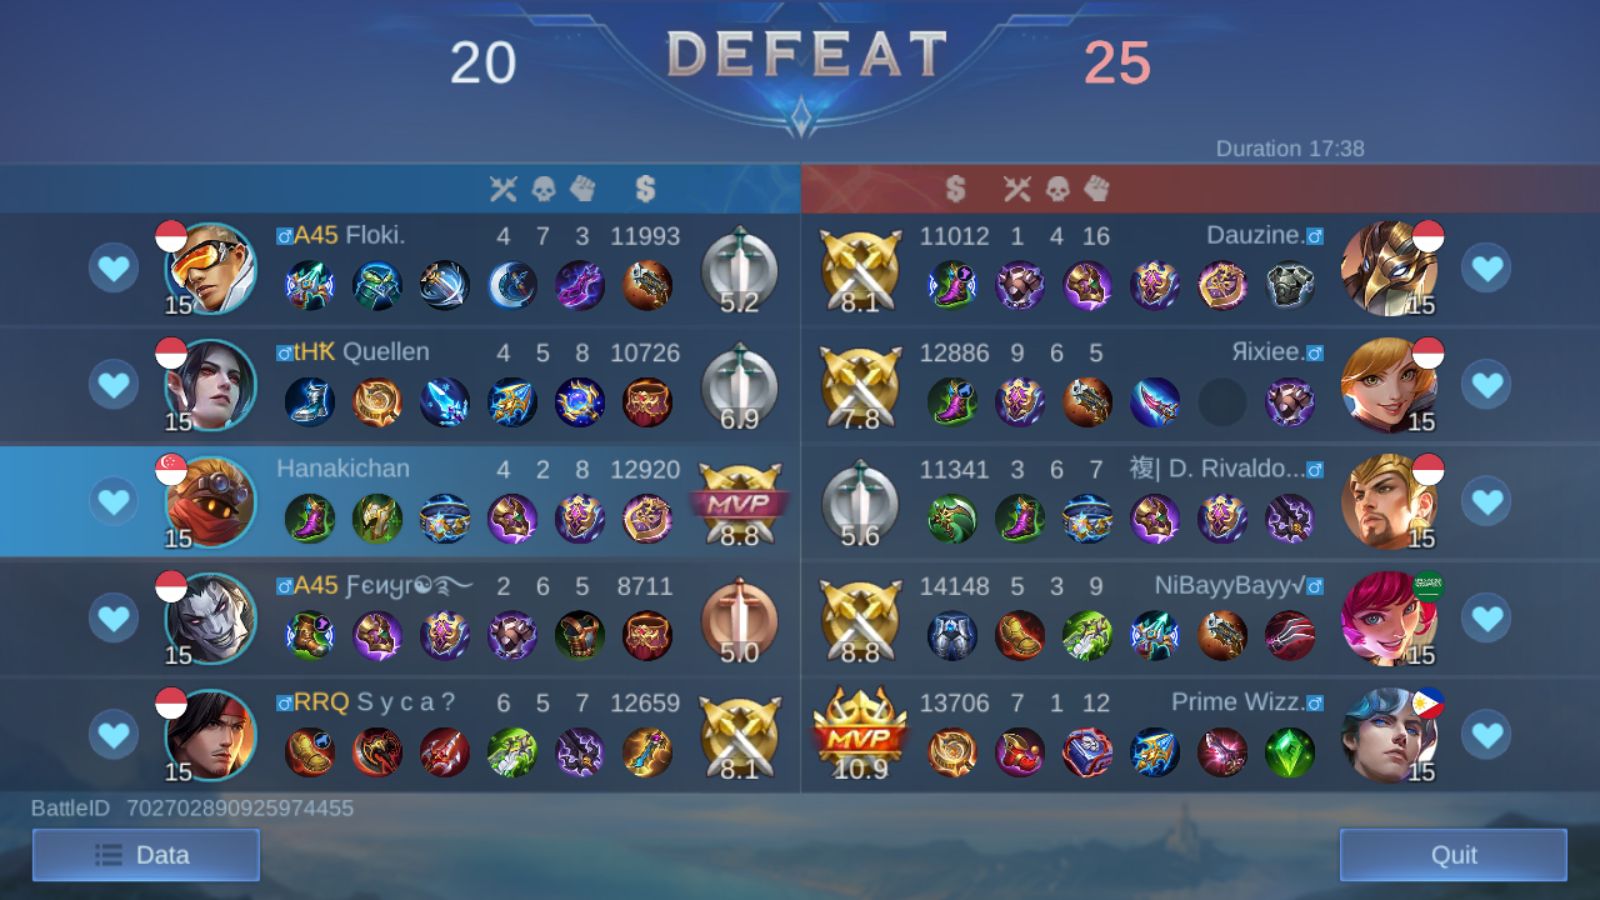 20 DEFEAT 25
Duration 17:38
A45 Floki. 4 7 3 11993 5.2
8.1 11012 1 4 16 Dauzine. 15
15
tHҠ Quellen 4 5 8 10726 6.9
7.8 12886 9 6 5 Яixiee. 15
15
Hanakichan 4 2 8 12920 MVP 8.8
5.6 11341 3 6 7 複| D. Rivaldo... 15
15
A45 Ƒєиyr☯ 2 6 5 8711 5.0
8.8 14148 5 3 9 NiBayyBayy√ 15
15
RRQ S y c a ? 6 5 7 12659 8.1
MVP 10.9 13706 7 1 12 Prime Wizz. 15
15
BattleID 702702890925974455
Data
Quit